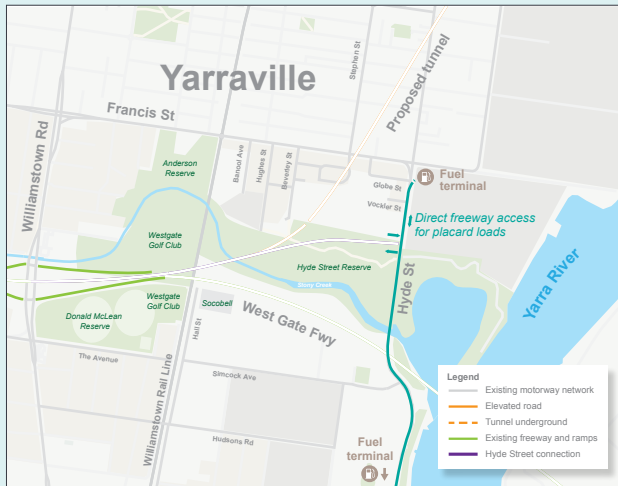 Yarraville
Stephen St
Proposed tunnel
Francis St
Williamstown Rd
Anderson
Reserve
Banool Ave
Hughes St
Beverley St
Globe St
Fuel
terminal
Vockler St
Direct freeway access
for placard loads
Westgate
Golf Club
Hyde Street Reserve
Hyde St
Yarra River
Stony Creek
Westgate
Golf Club
Socobell
Donald McLean
Reserve
West Gate Fwy
Hall St
The Avenue
Williamstown Rail Line
Simcock Ave
Hudsons Rd
Fuel
terminal
Legend
Existing motorway network
Elevated road
Tunnel underground
Existing freeway and ramps
Hyde Street connection